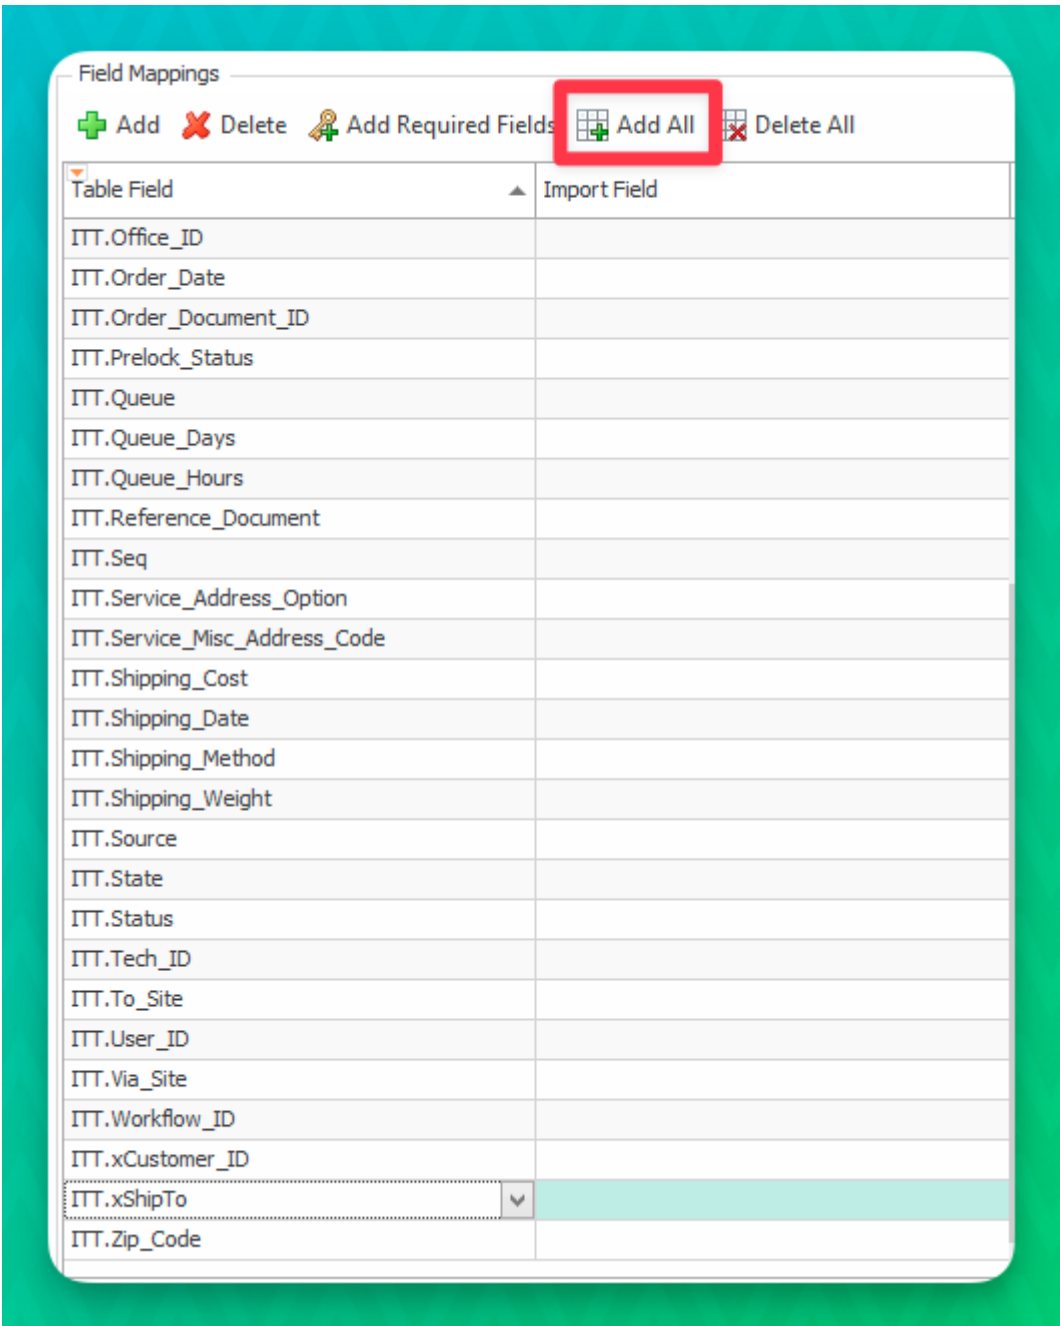 Field Mappings
Add Delete Add Required Fields Add All Delete All
Table Field Import Field
ITT.Office_ID
ITT.Order_Date
ITT.Order_Document_ID
ITT.Prelock_Status
ITT.Queue
ITT.Queue_Days
ITT.Queue_Hours
ITT.Reference_Document
ITT.Seq
ITT.Service_Address_Option
ITT.Service_Misc_Address_Code
ITT.Shipping_Cost
ITT.Shipping_Date
ITT.Shipping_Method
ITT.Shipping_Weight
ITT.Source
ITT.State
ITT.Status
ITT.Tech_ID
ITT.To_Site
ITT.User_ID
ITT.Via_Site
ITT.Workflow_ID
ITT.xCustomer_ID
ITT.xShipTo
ITT.Zip_Code